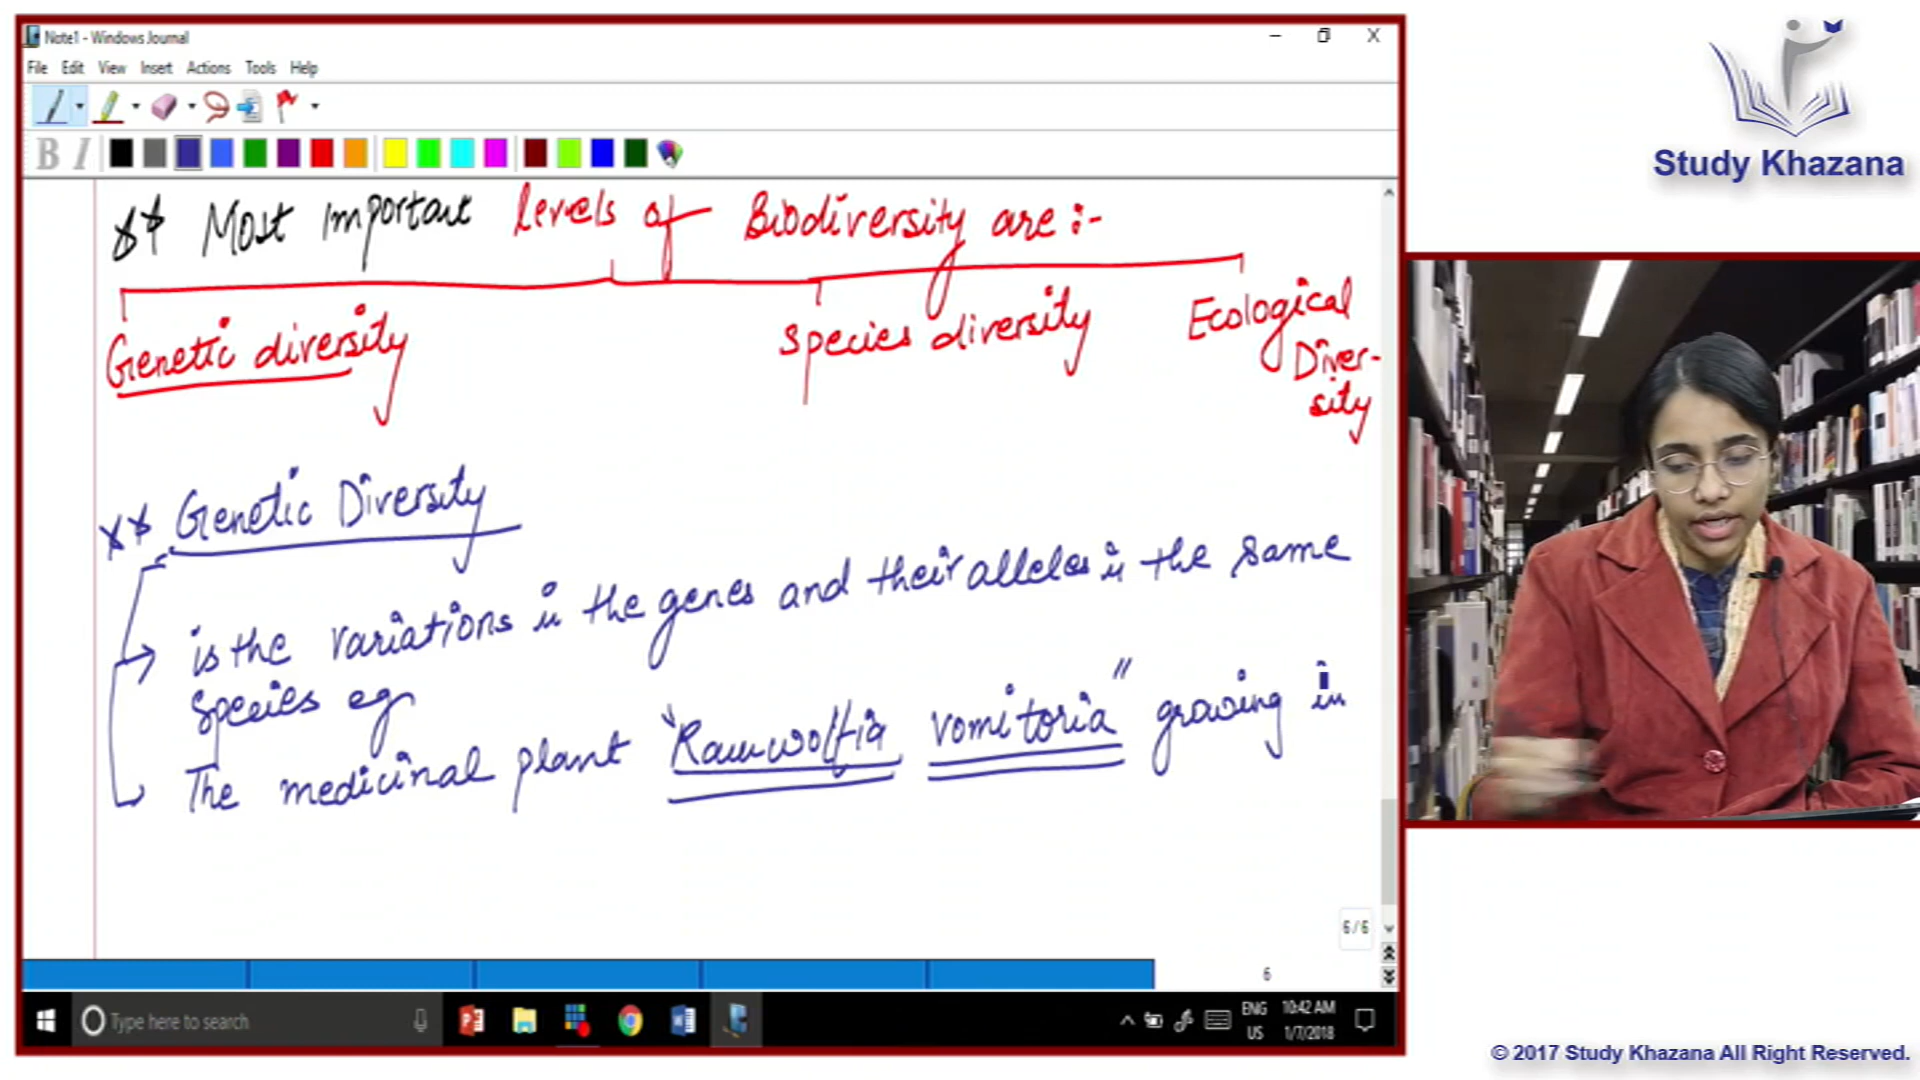 Note1 - Windows Journal
File Edit View Insert Actions Tools Help
B I
Most important levels of Biodiversity are :-
Genetic diversity
Species diversity
Ecological
Diver-
sity
Genetic Diversity
is the variations in the genes and their alleles in the same
species eg
The medicinal plant "Rauwolfia vomitoria" growing in
6 / 6
6
Type here to search
ENG
US
10:42 AM
1/7/2018
Study Khazana
© 2017 Study Khazana All Right Reserved.